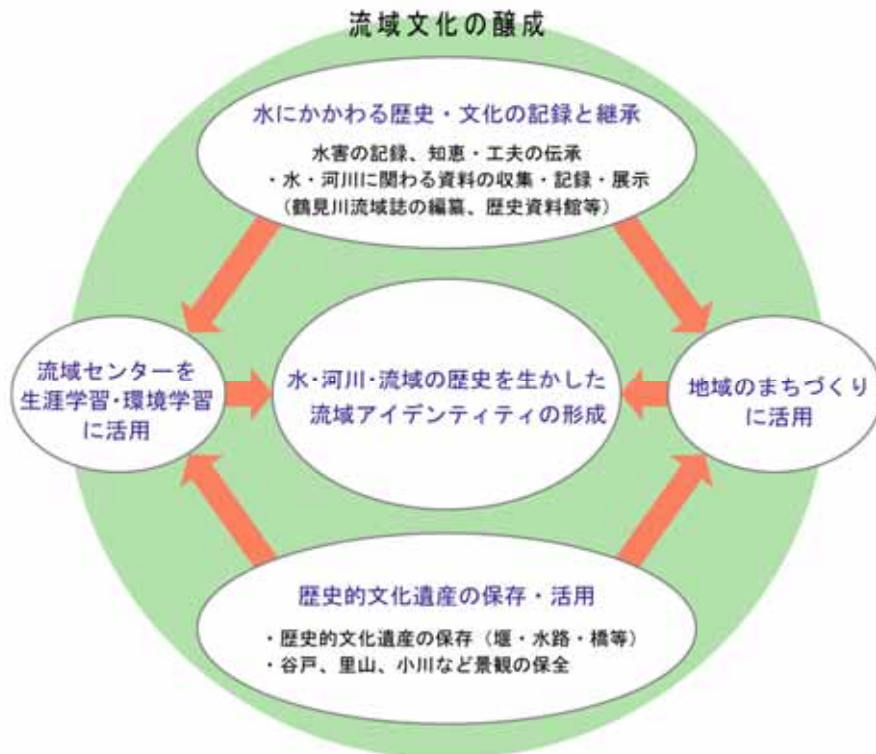 流域文化の醸成
水にかかわる歴史・文化の記録と継承
水害の記録、知恵・工夫の伝承
・水・河川に関わる資料の収集・記録・展示
（鶴見川流域誌の編纂、歴史資料館等）
流域センターを
生涯学習・環境学習
に活用
水・河川・流域の歴史を生かした
流域アイデンティティの形成
地域のまちづくり
に活用
歴史的文化遺産の保存・活用
・歴史的文化遺産の保存（堰・水路・橋等）
・谷戸、里山、小川など景観の保全